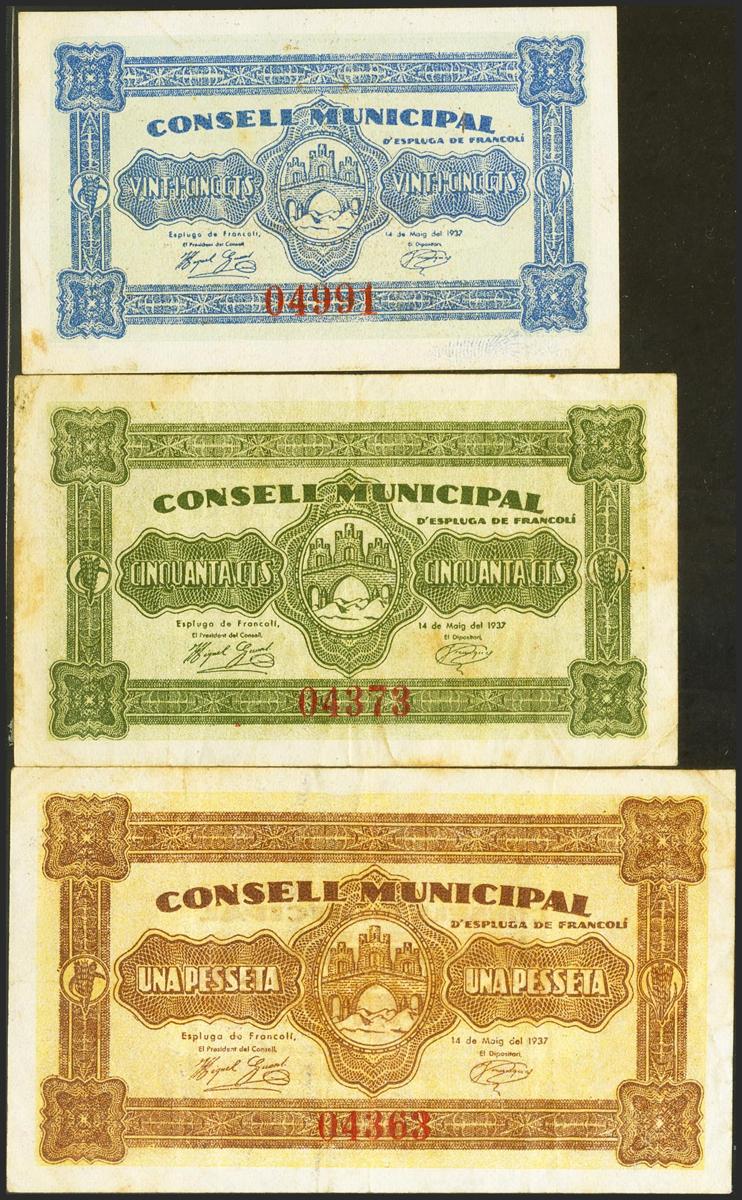 CONSELL MUNICIPAL
D'ESPLUGA DE FRANCOLÍ
VINT-I-CINC CTS VINT-I-CINC CTS
Espluga de Francolí, 14 de Maig del 1937
El President del Consell, El Dipositari,
Miquel Guasch
04991
CONSELL MUNICIPAL
D'ESPLUGA DE FRANCOLÍ
CINQUANTA CTS CINQUANTA CTS
Espluga de Francolí, 14 de Maig del 1937
El President del Consell, El Dipositari,
04373
CONSELL MUNICIPAL
D'ESPLUGA DE FRANCOLÍ
UNA PESSETA UNA PESSETA
Espluga de Francolí, 14 de Maig del 1937
El President del Consell, El Dipositari,
04363